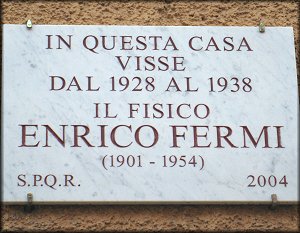 IN QUESTA CASA
VISSE
DAL 1928 AL 1938
IL FISICO
ENRICO FERMI
(1901 - 1954)
S.P.Q.R. 2004